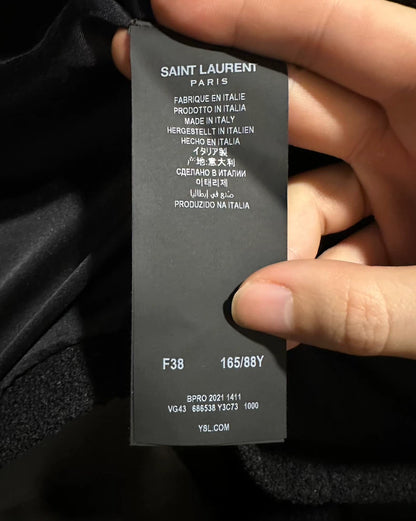 SAINT LAURENT
PARIS
FABRIQUE EN ITALIE
PRODOTTO IN ITALIA
MADE IN ITALY
HERGESTELLT IN ITALIEN
HECHO EN ITALIA
イタリア製
产地:意大利
СДЕЛАНО В ИТАЛИИ
이태리제
صنع في إيطاليا
PRODUZIDO NA ITALIA
F38 165/88Y
BPRO 2021 1411
VG43 686538 Y3C73 1000
YSL.COM